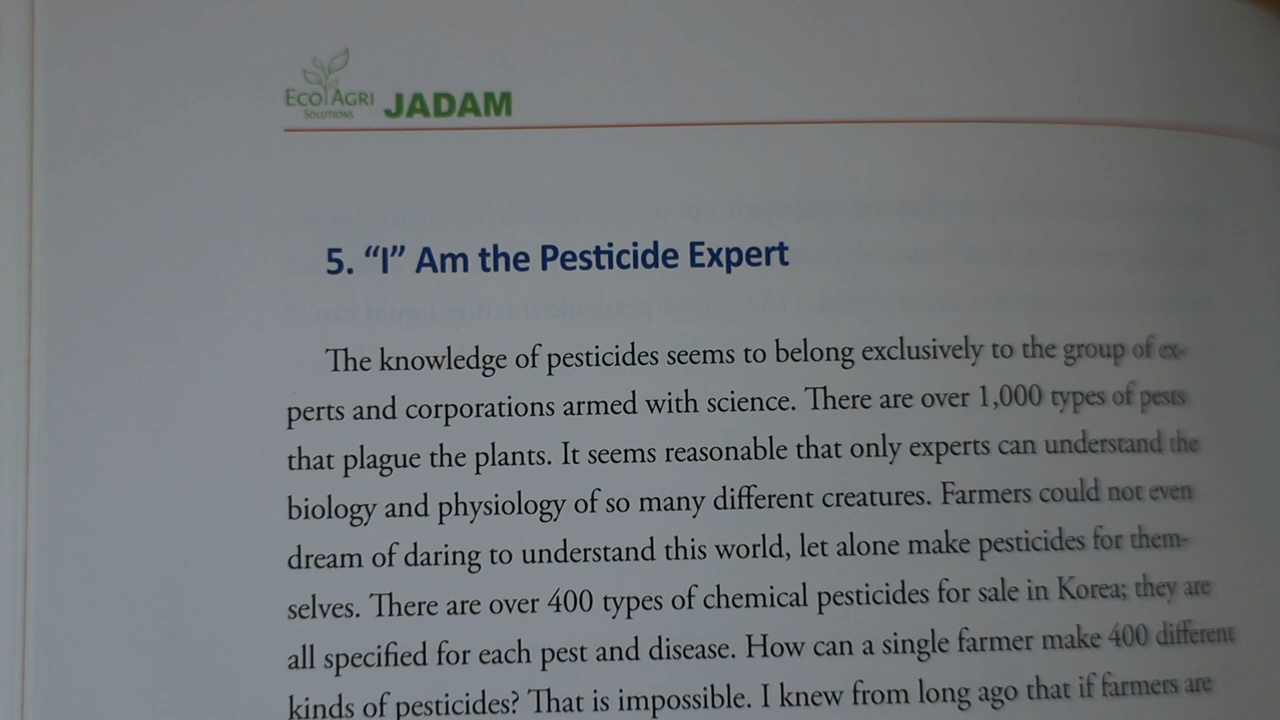 ECO AGRI
SOLUTIONS
JADAM
5. “I” Am the Pesticide Expert
The knowledge of pesticides seems to belong exclusively to the group of ex-
perts and corporations armed with science. There are over 1,000 types of pests
that plague the plants. It seems reasonable that only experts can understand the
biology and physiology of so many different creatures. Farmers could not even
dream of daring to understand this world, let alone make pesticides for them-
selves. There are over 400 types of chemical pesticides for sale in Korea; they are
all specified for each pest and disease. How can a single farmer make 400 different
kinds of pesticides? That is impossible. I knew from long ago that if farmers are